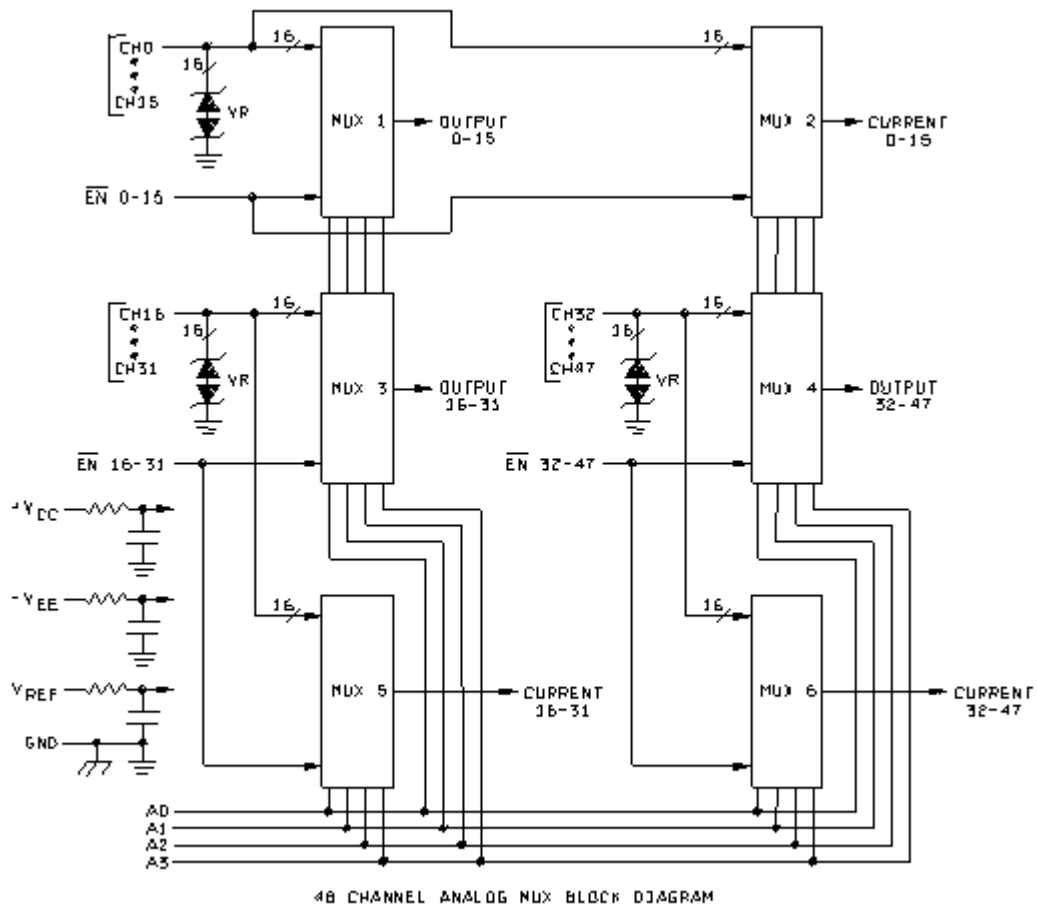 CH0
16
16
16
CH15
VR
MUX 1
OUTPUT
0-15
MUX 2
CURRENT
0-15
EN 0-15
CH16
16
16
CH31
VR
MUX 3
OUTPUT
16-31
CH32
16
16
CH47
VR
MUX 4
OUTPUT
32-47
EN 16-31
EN 32-47
+VCC
-VEE
16
16
VREF
MUX 5
CURRENT
16-31
MUX 6
CURRENT
32-47
GND
A0
A1
A2
A3
48 CHANNEL ANALOG MUX BLOCK DIAGRAM